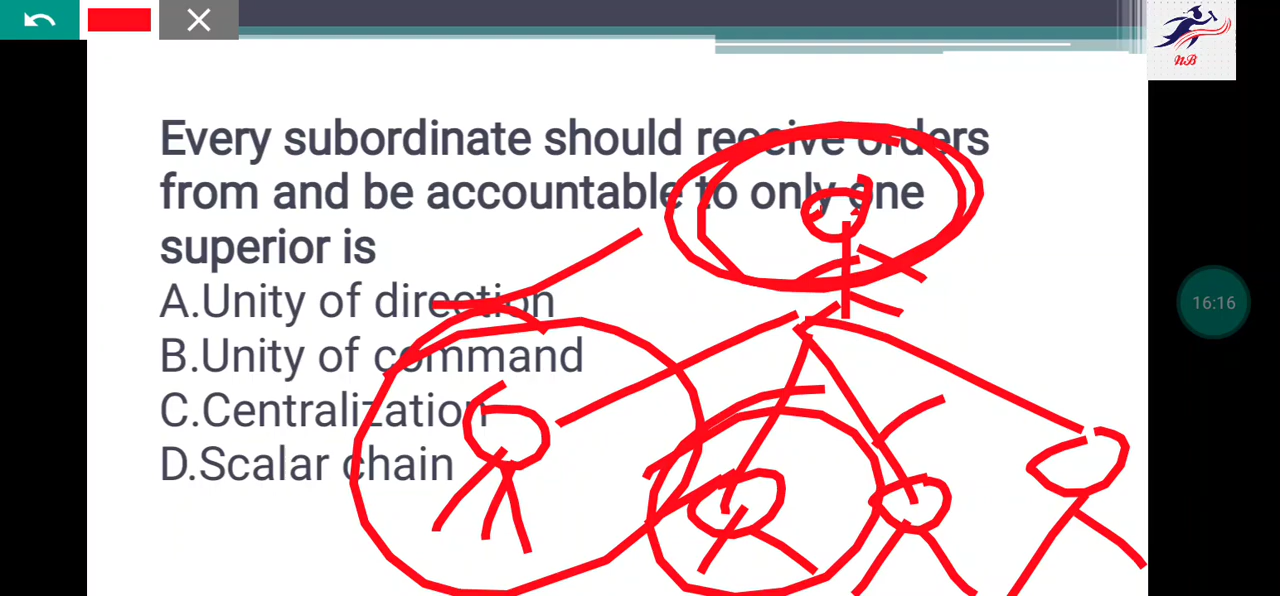 NB
Every subordinate should receive orders
from and be accountable to only one
superior is
A.Unity of direction
B.Unity of command
C.Centralization
D.Scalar chain
16:16